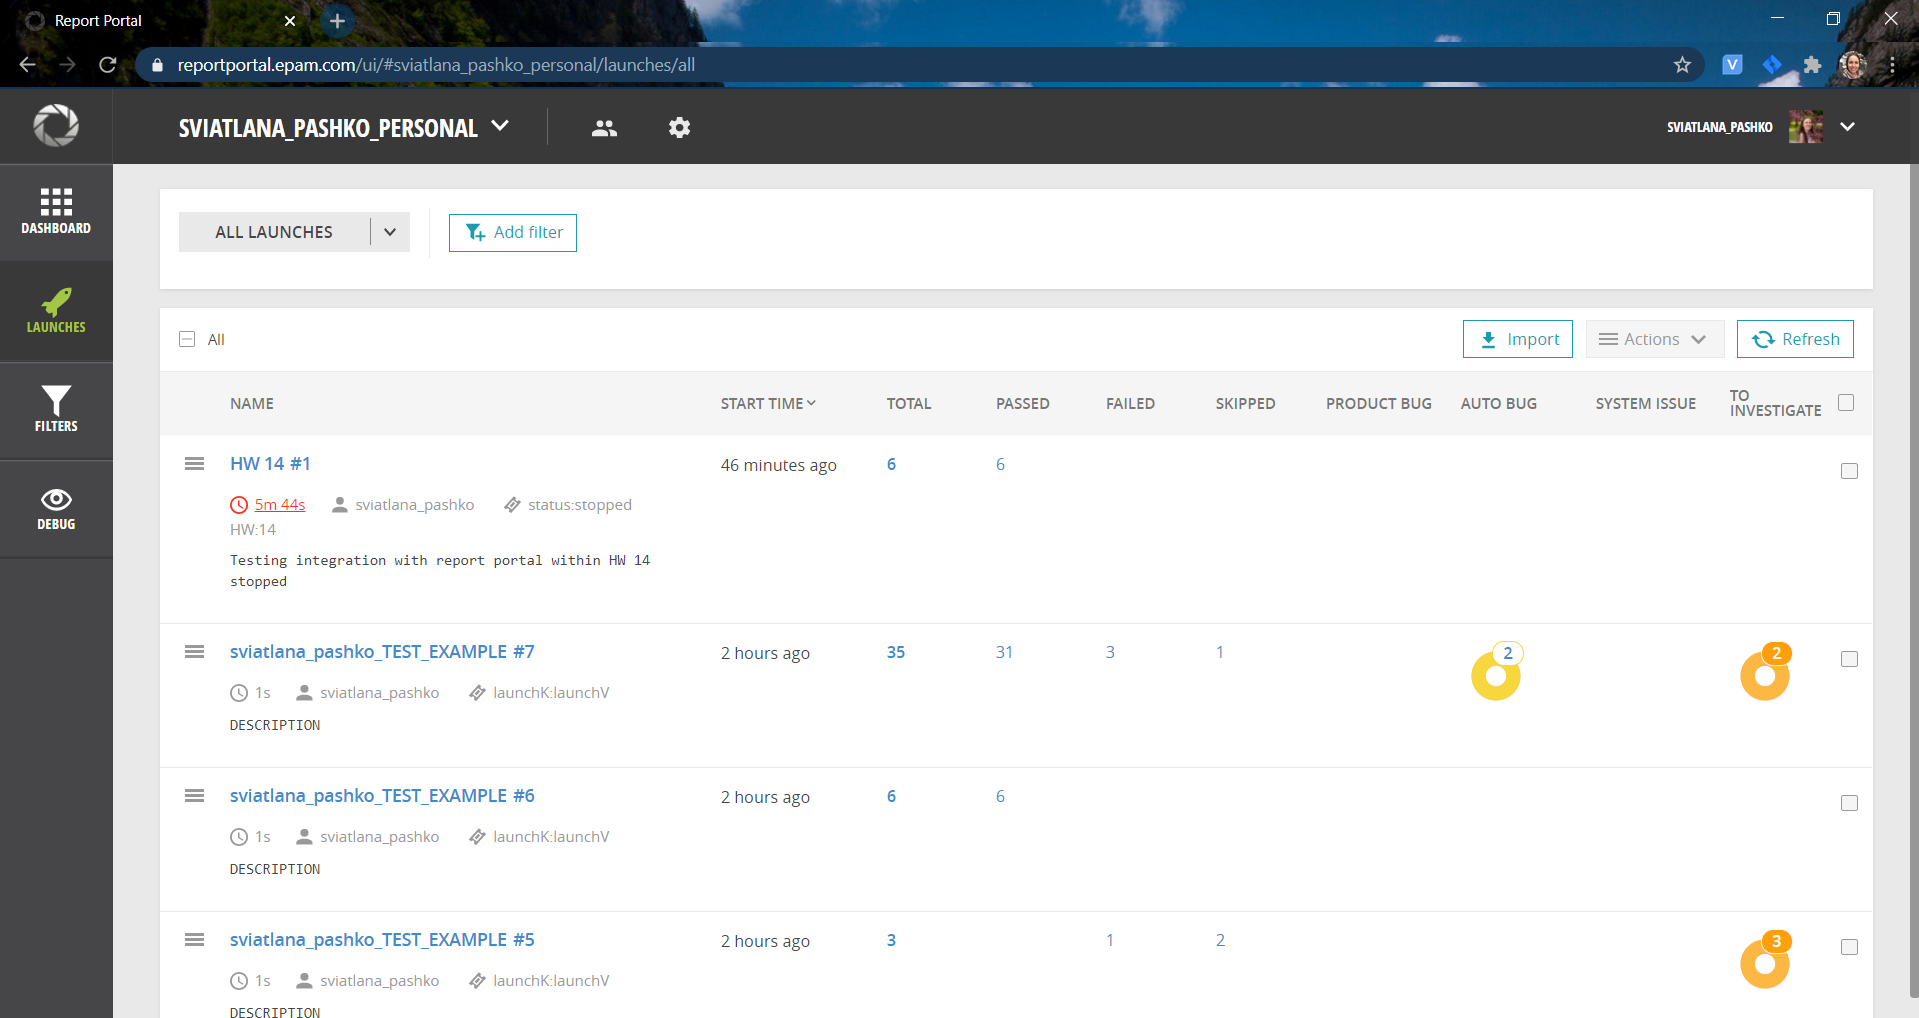 Report Portal
reportportal.epam.com/ui/#sviatlana_pashko_personal/launches/all
V
SVIATLANA_PASHKO_PERSONAL
SVIATLANA_PASHKO
DASHBOARD
LAUNCHES
FILTERS
DEBUG
ALL LAUNCHES
Add filter
All
Import
Actions
Refresh
NAME START TIME TOTAL PASSED FAILED SKIPPED PRODUCT BUG AUTO BUG SYSTEM ISSUE TO INVESTIGATE
HW 14 #1 46 minutes ago 6 6
5m 44s sviatlana_pashko status:stopped
HW:14
Testing integration with report portal within HW 14
stopped
sviatlana_pashko_TEST_EXAMPLE #7 2 hours ago 35 31 3 1 2 2
1s sviatlana_pashko launchK:launchV
DESCRIPTION
sviatlana_pashko_TEST_EXAMPLE #6 2 hours ago 6 6
1s sviatlana_pashko launchK:launchV
DESCRIPTION
sviatlana_pashko_TEST_EXAMPLE #5 2 hours ago 3 1 2 3
1s sviatlana_pashko launchK:launchV
DESCRIPTION